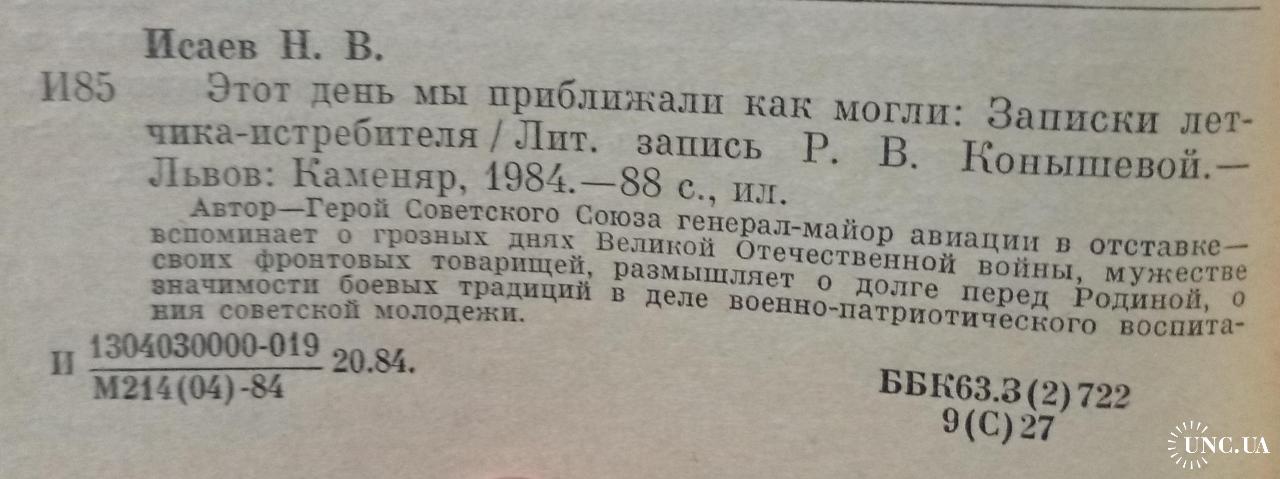 Исаев Н. В.
И85 Этот день мы приближали как могли: Записки лет-
чика-истребителя / Лит. запись Р. В. Конышевой.—
Львов: Каменяр, 1984.—88 с., ил.
Автор—Герой Советского Союза генерал-майор авиации в отставке—
вспоминает о грозных днях Великой Отечественной войны, мужестве
своих фронтовых товарищей, размышляет о долге перед Родиной, о
значимости боевых традиций в деле военно-патриотического воспита-
ния советской молодежи.
И 1304030000-019
М214(04)-84 20.84.
ББК63.3(2)722
9(С)27
UNC.UA